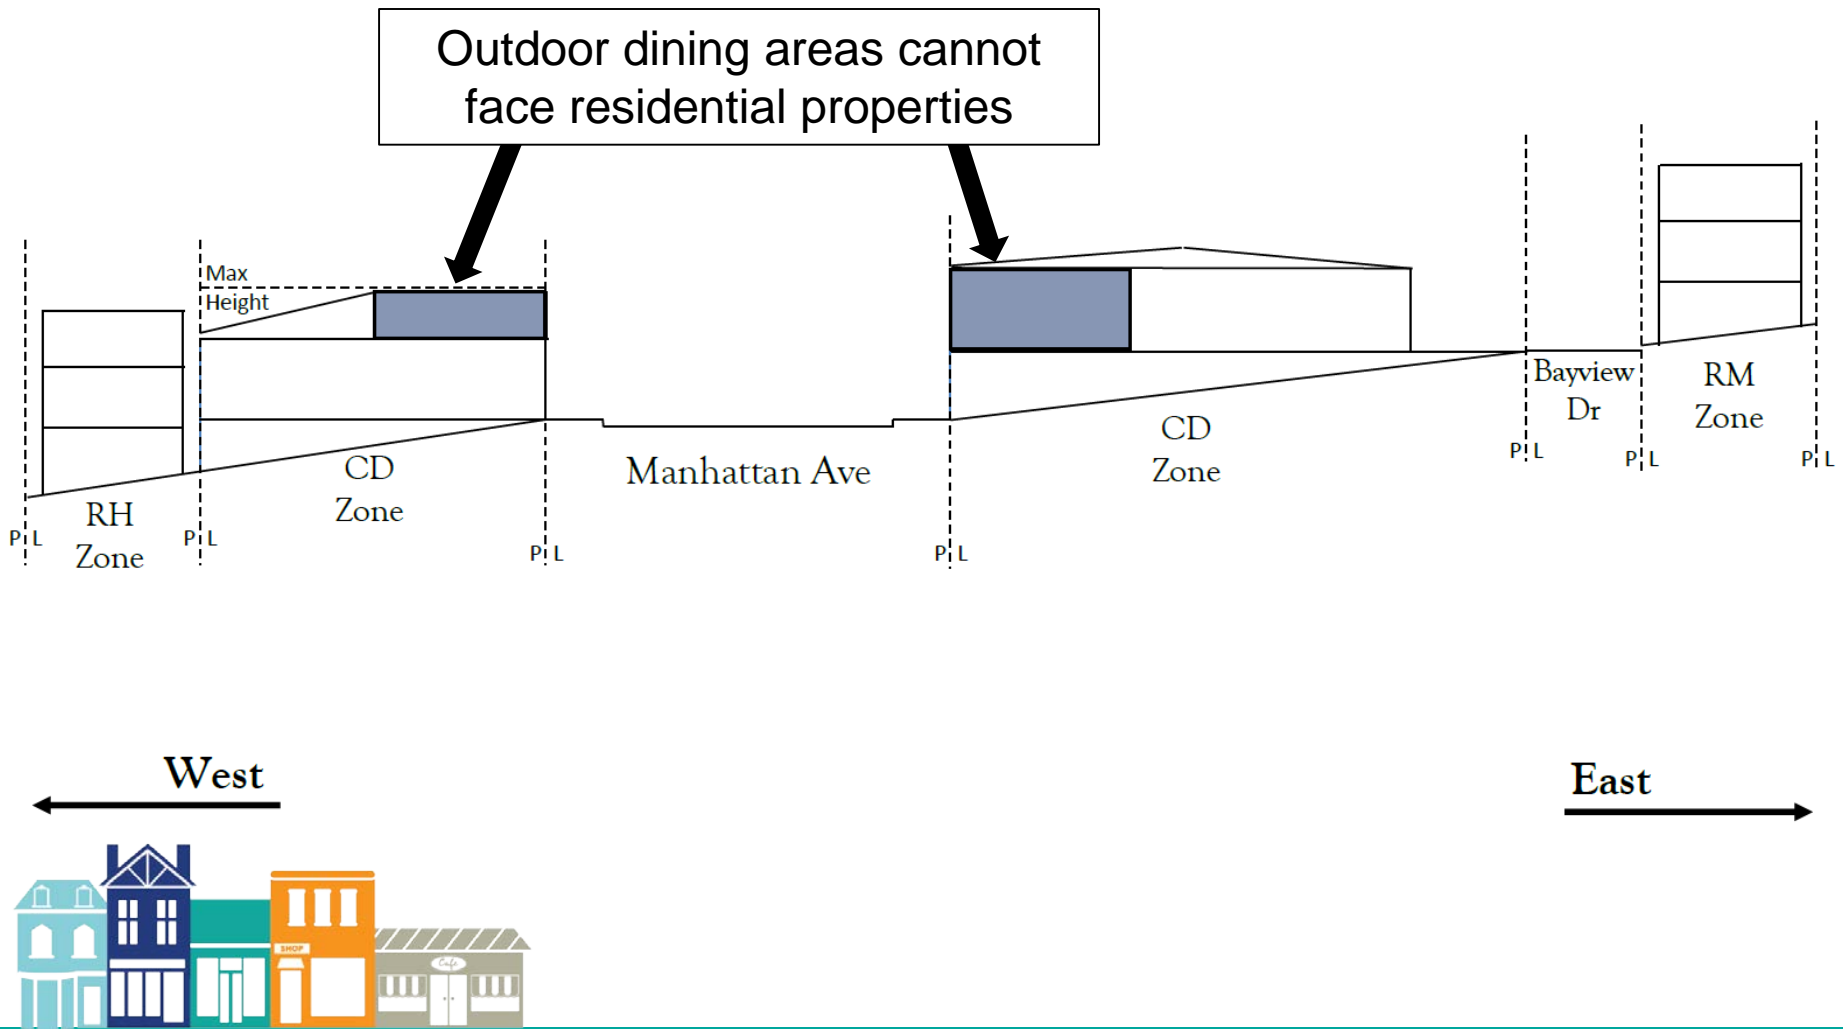 Outdoor dining areas cannot
face residential properties
Max
Height
Bayview
Dr
RM
Zone
CD
Zone
Manhattan Ave
CD
Zone
RH
Zone
P L
P L
P L
P L
P L
P L
P L
West
East
SHOP
Cafe